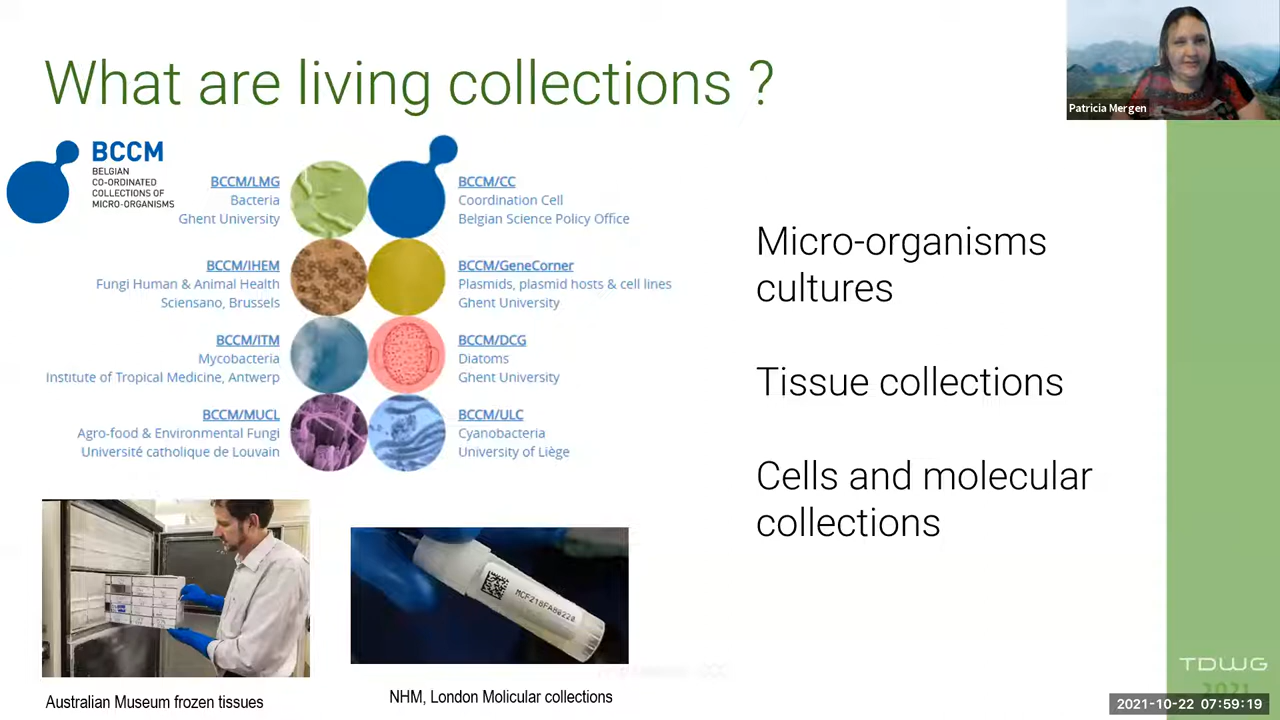 What are living collections ?
Patricia Mergen
BCCM
BELGIAN
CO-ORDINATED
COLLECTIONS OF
MICRO-ORGANISMS
BCCM/LMG
Bacteria
Ghent University
BCCM/CC
Coordination Cell
Belgian Science Policy Office
BCCM/IHEM
Fungi Human & Animal Health
Sciensano, Brussels
BCCM/GeneCorner
Plasmids, plasmid hosts & cell lines
Ghent University
BCCM/ITM
Mycobacteria
Institute of Tropical Medicine, Antwerp
BCCM/DCG
Diatoms
Ghent University
BCCM/MUCL
Agro-food & Environmental Fungi
Université catholique de Louvain
BCCM/ULC
Cyanobacteria
University of Liège
Micro-organisms
cultures
Tissue collections
Cells and molecular
collections
Australian Museum frozen tissues
NHM, London Molicular collections
TDWG
2021
2021-10-22 07:59:19